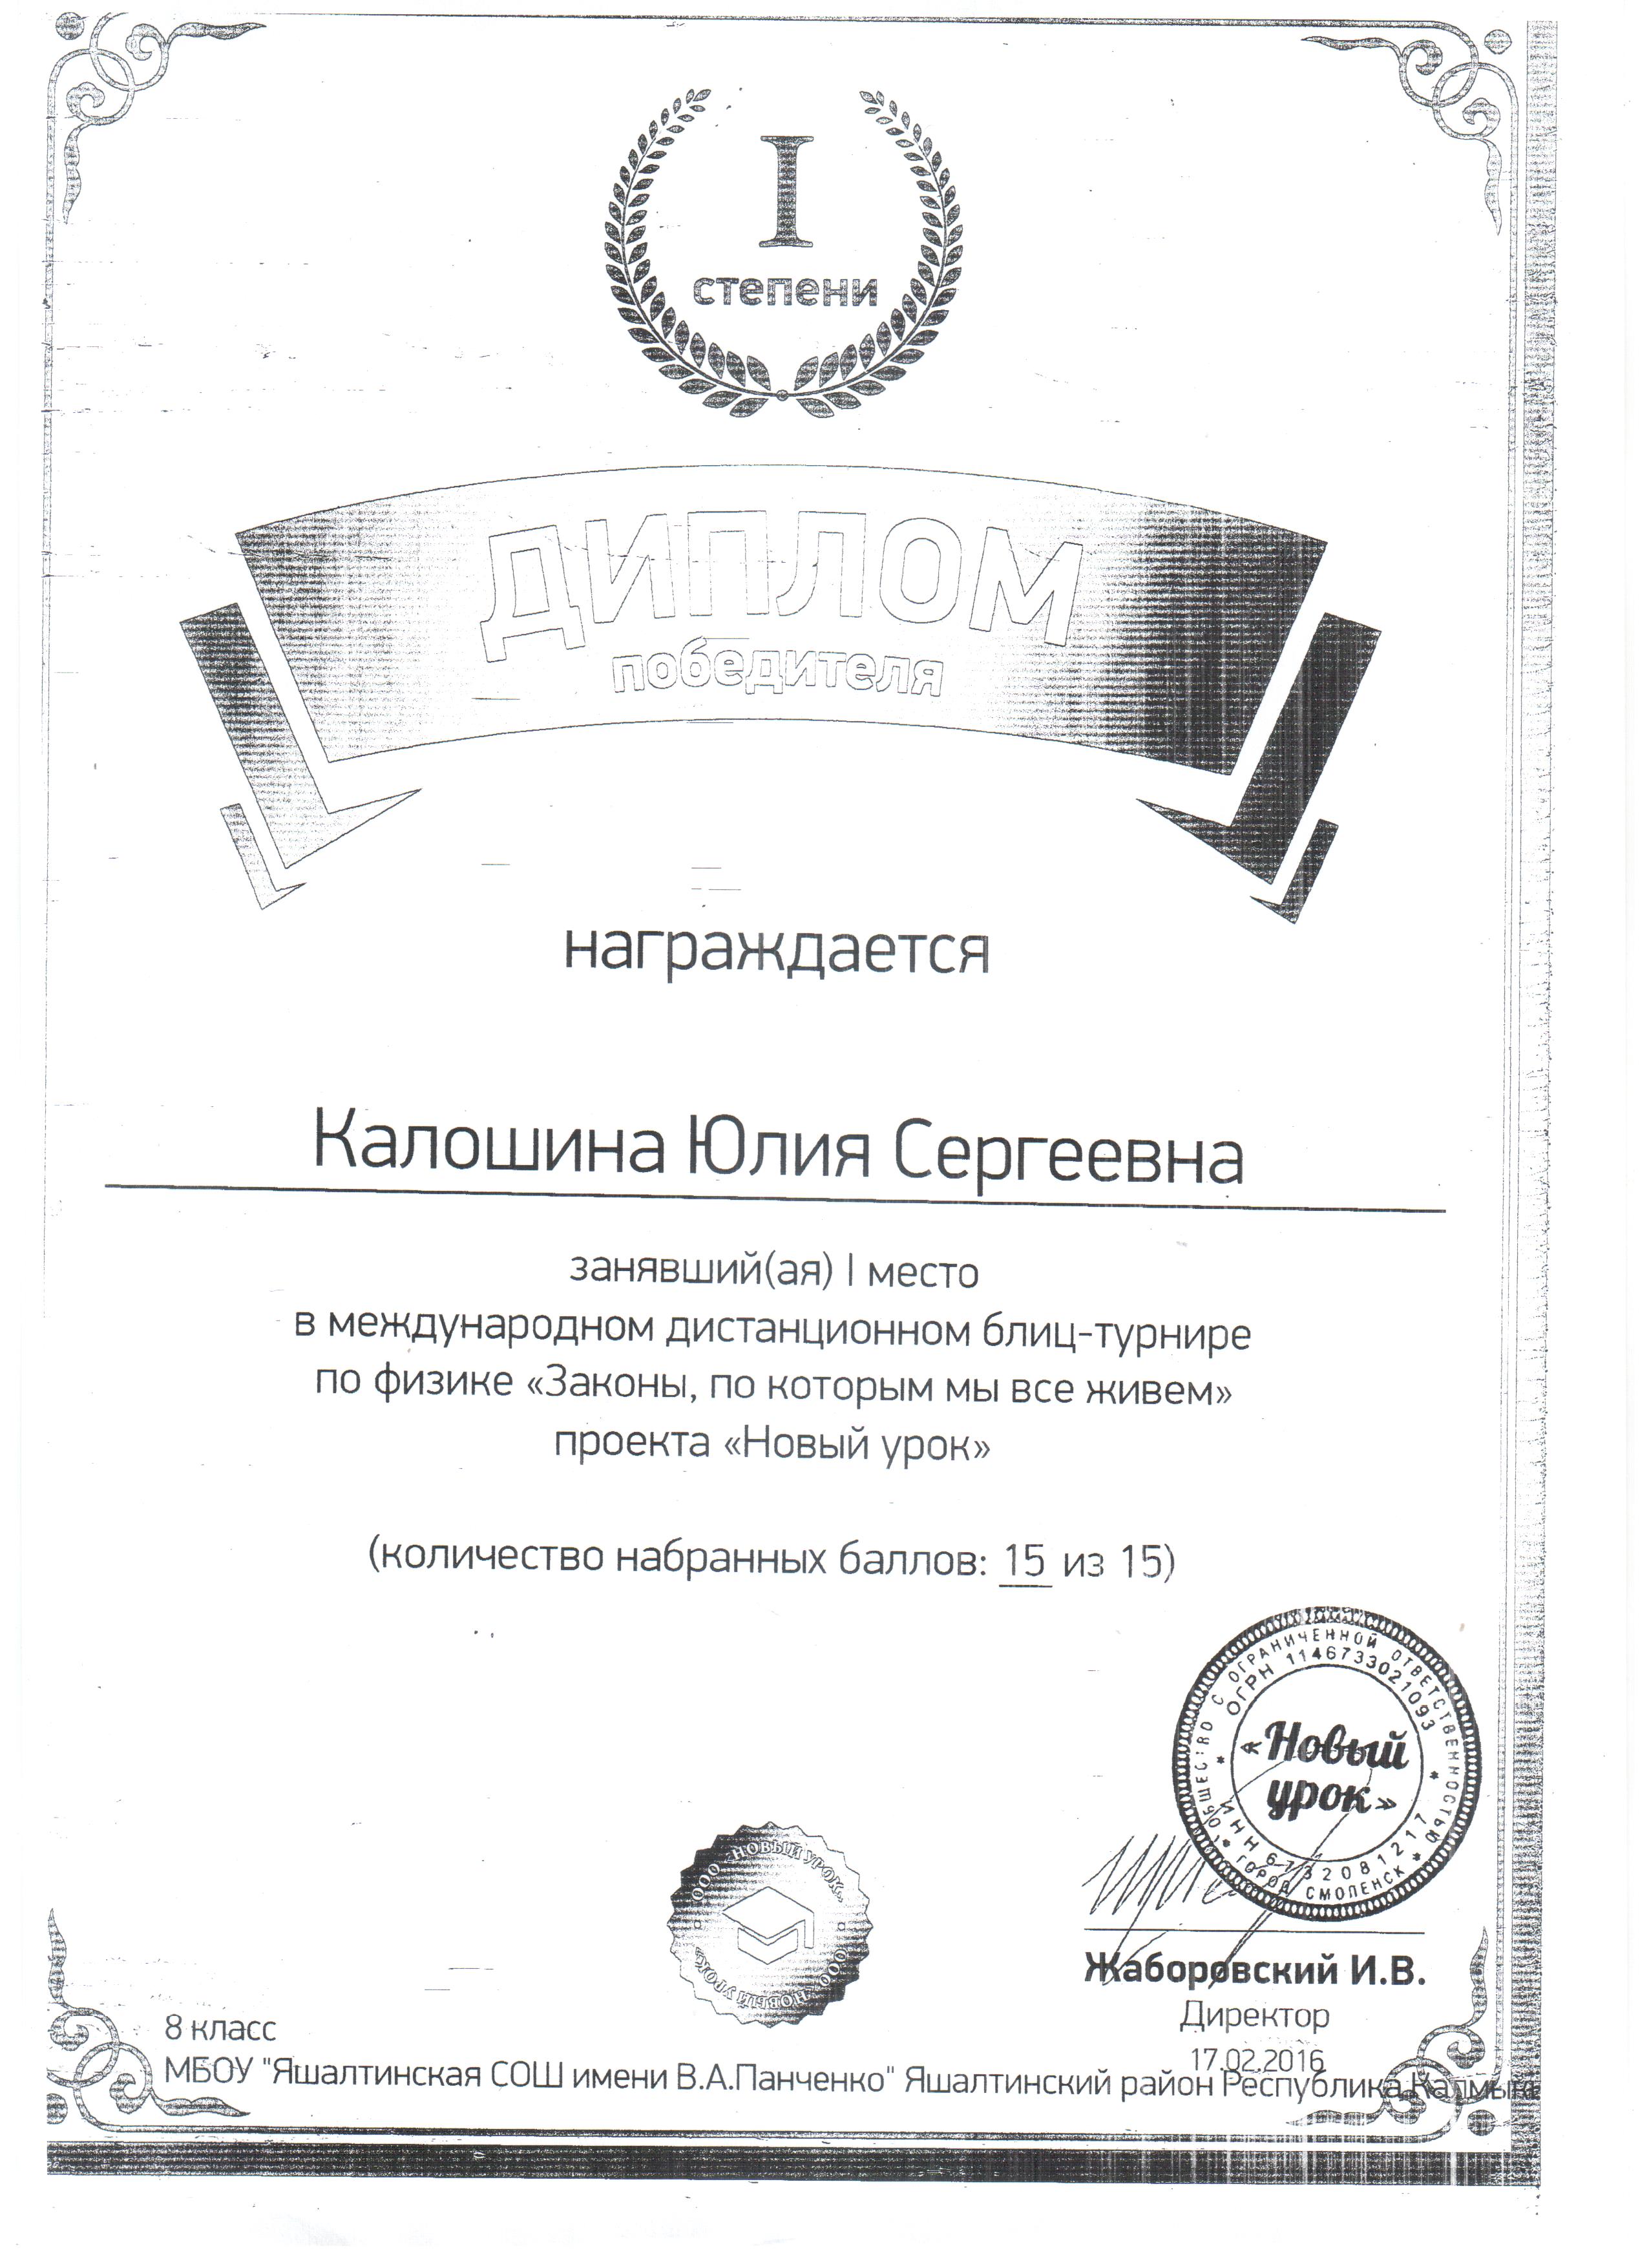 I
степени
ДИПЛОМ
победителя
награждается
Калошина Юлия Сергеевна
занявший(ая) I место
в международном дистанционном блиц-турнире
по физике «Законы, по которым мы все живем»
проекта «Новый урок»
(количество набранных баллов: 15 из 15)
ОБЩЕСТВО С ОГРАНИЧЕННОЙ ОТВЕТСТВЕННОСТЬЮ
ОГРН 1146733021093
«Новый
урок»
ИНН 6732081217
ГОРОД СМОЛЕНСК
ООО «НОВЫЙ УРОК»
ООО «НОВЫЙ УРОК»
Жаборовский И.В.
Директор
17.02.2016
8 класс
МБОУ "Яшалтинская СОШ имени В.А.Панченко" Яшалтинский район Республика